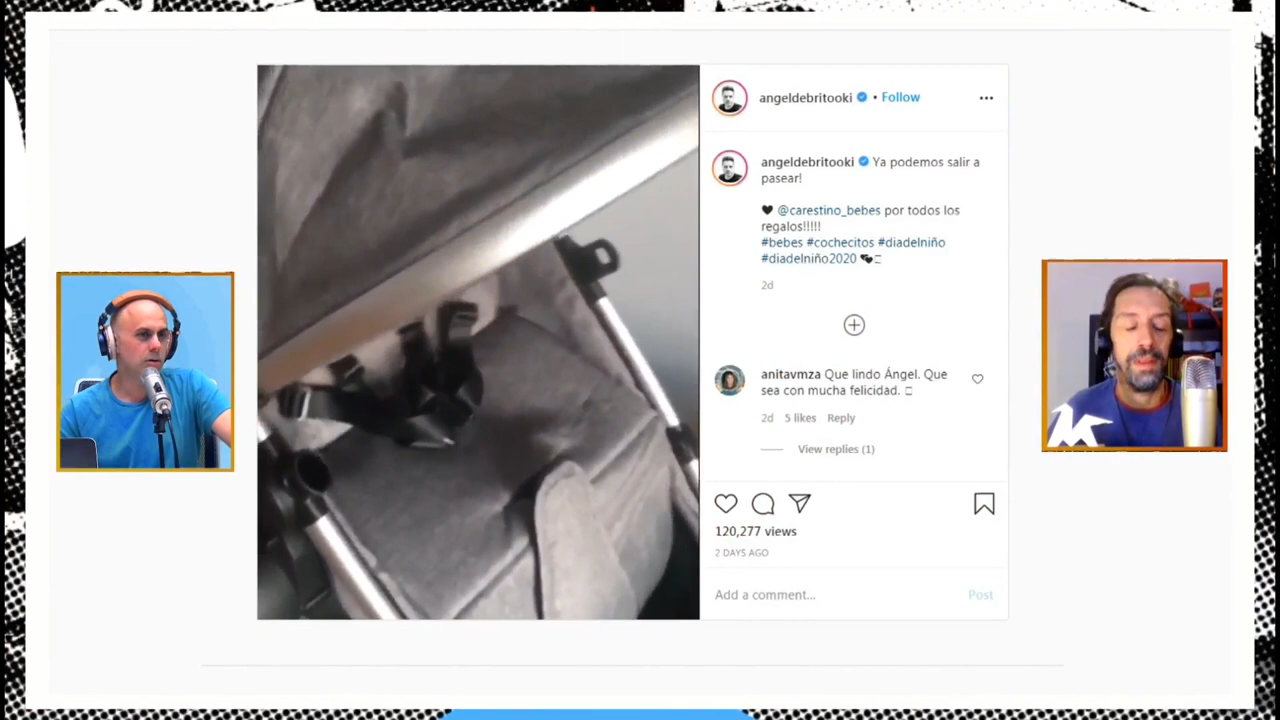 angeldebritooki • Follow
angeldebritooki Ya podemos salir a
pasear!
@carestino_bebes por todos los
regalos!!!!!
#bebes #cochecitos #diadelniño
#diadelniño2020
2d
anitavmza Que lindo Ángel. Que
sea con mucha felicidad.
2d 5 likes Reply
View replies (1)
120,277 views
2 DAYS AGO
Add a comment... Post